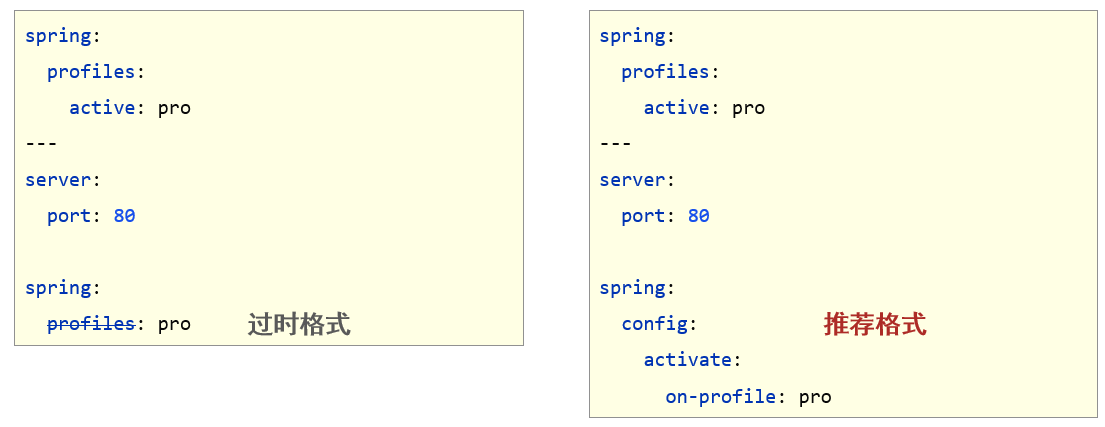 spring:
  profiles:
    active: pro
---
server:
  port: 80

spring:
  profiles: pro
过时格式
spring:
  profiles:
    active: pro
---
server:
  port: 80

spring:
  config:
推荐格式
    activate:
      on-profile: pro